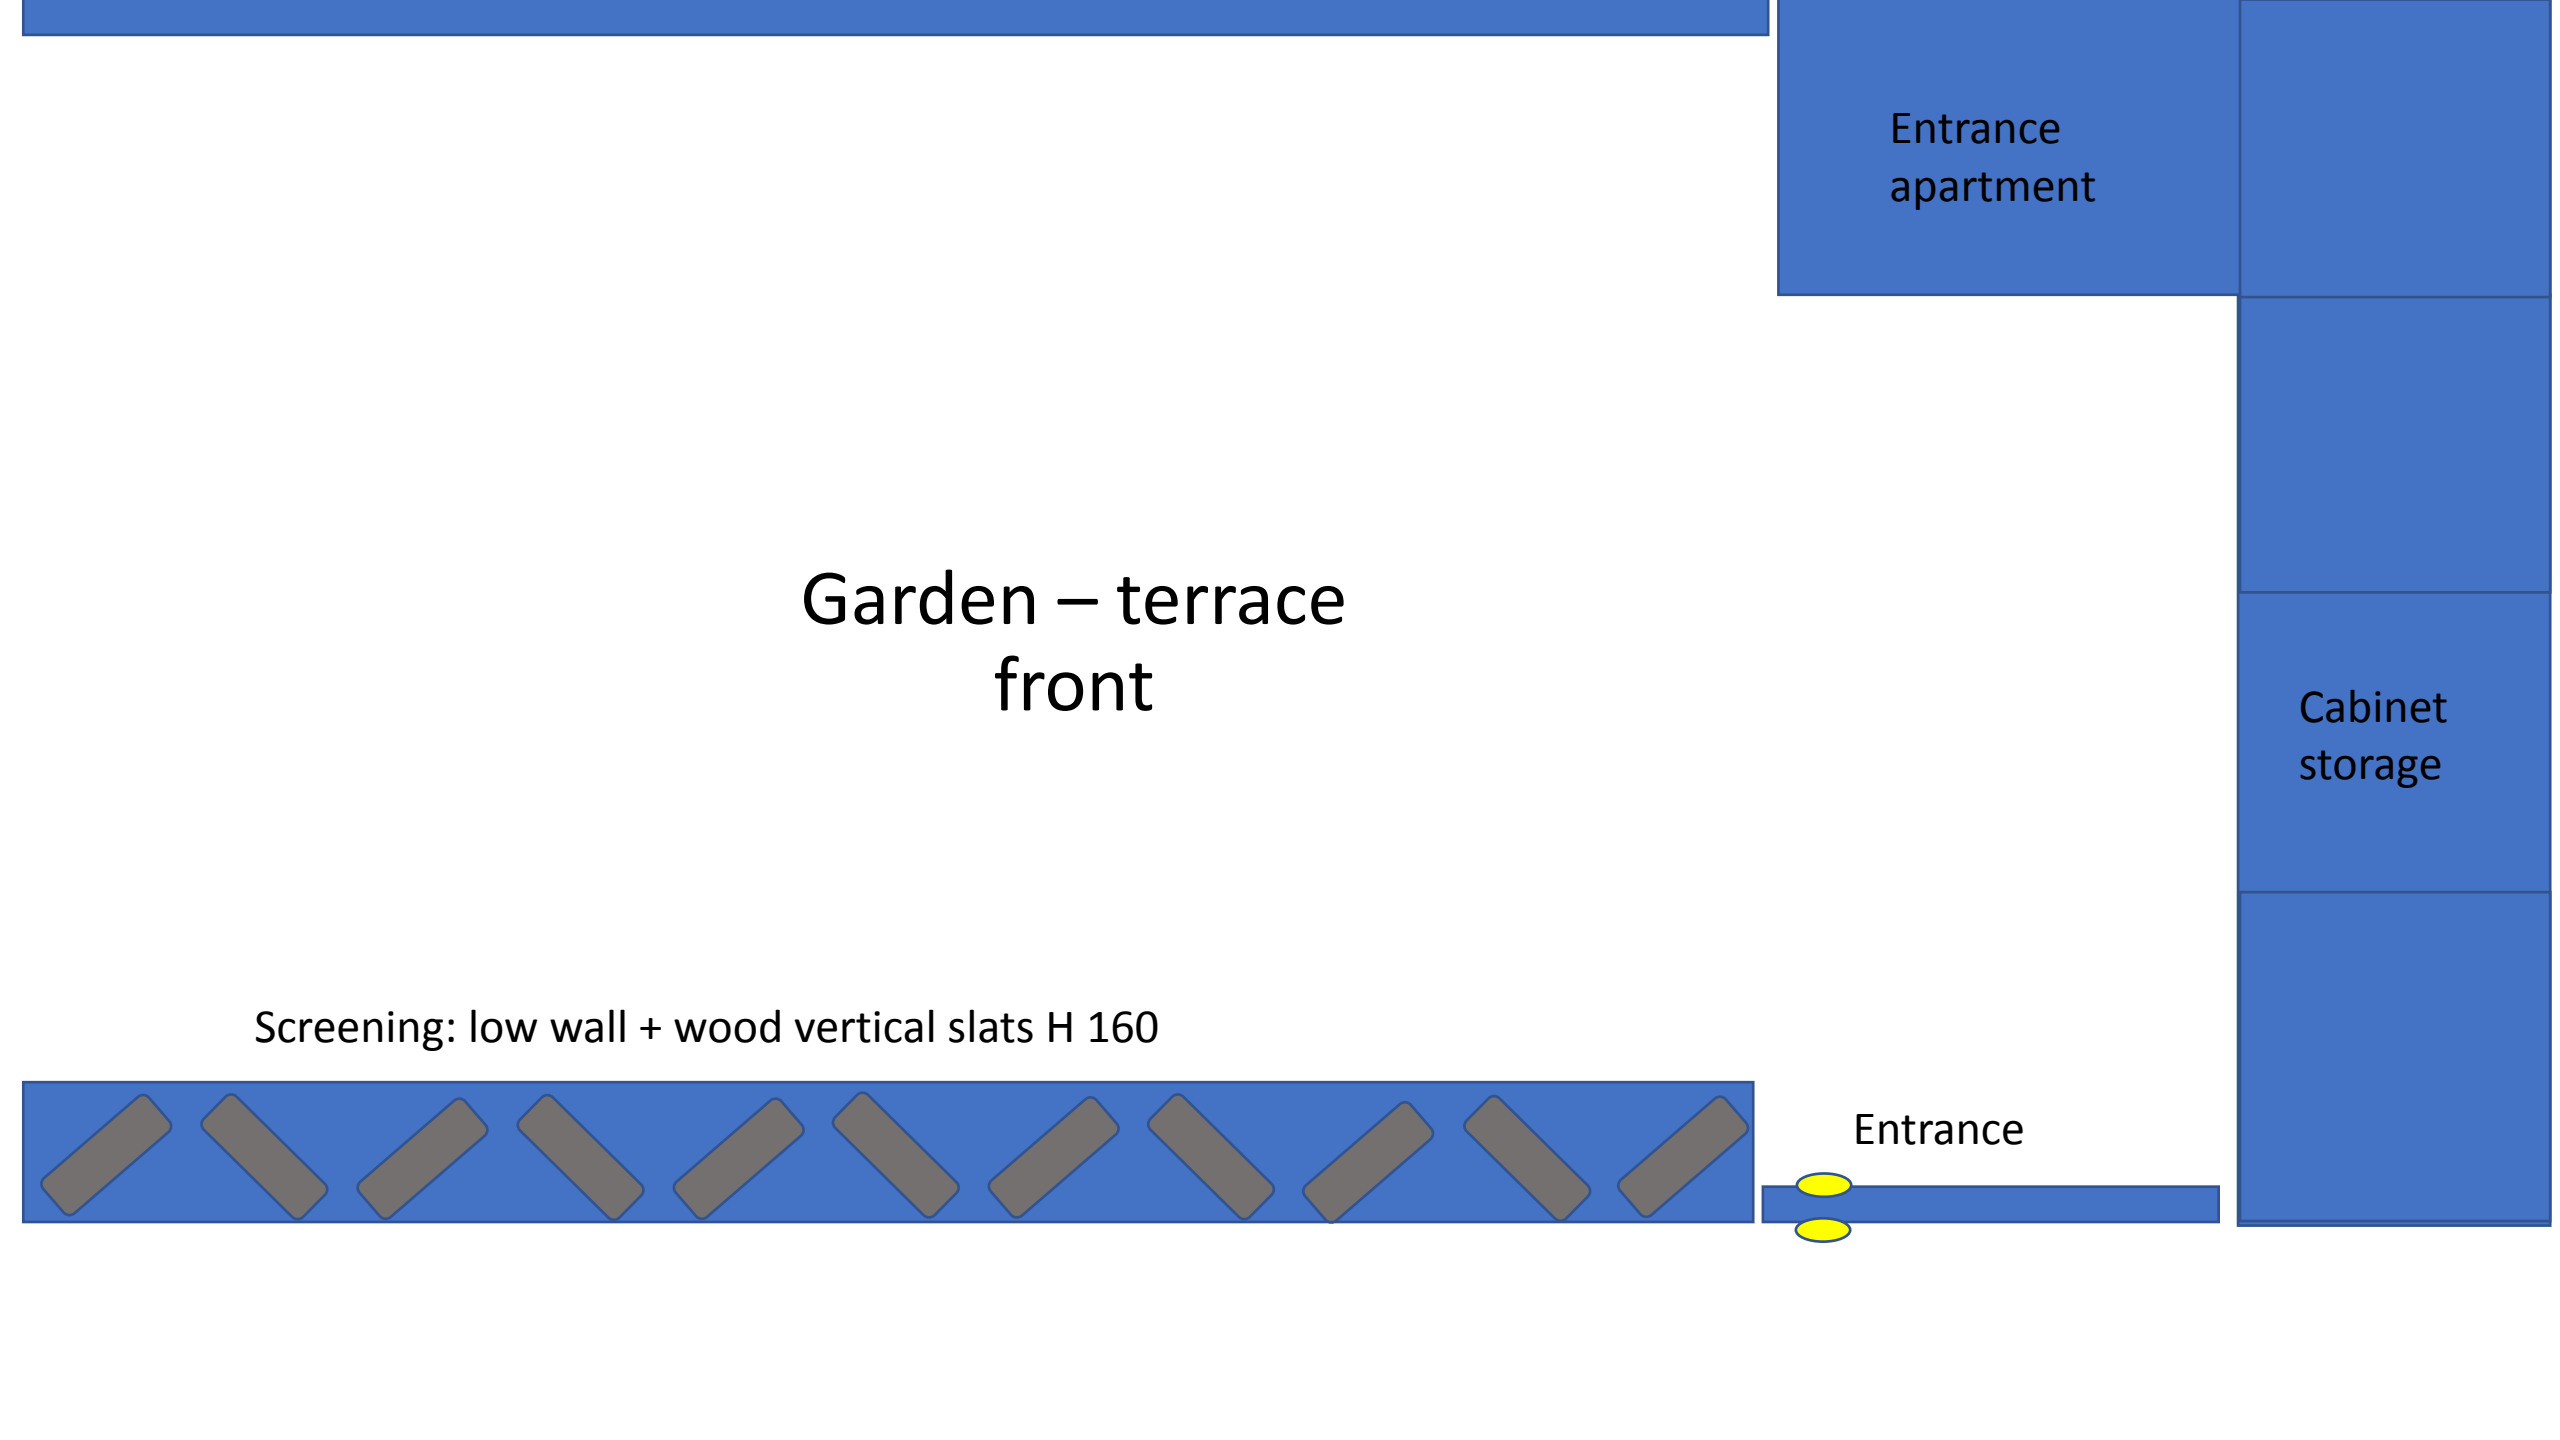 Entrance
apartment
Garden – terrace
front
Cabinet
storage
Screening: low wall + wood vertical slats H 160
Entrance